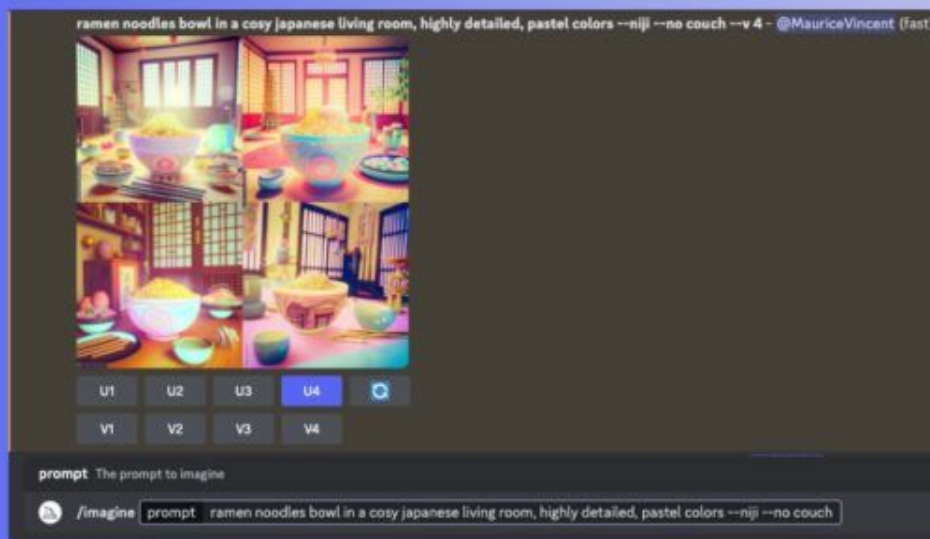 ramen noodles bowl in a cosy japanese living room, highly detailed, pastel colors --niji --no couch --v 4 - @MauriceVincent (fast
U1 U2 U3 U4
V1 V2 V3 V4
prompt The prompt to imagine
/imagine prompt ramen noodles bowl in a cosy japanese living room, highly detailed, pastel colors --niji --no couch